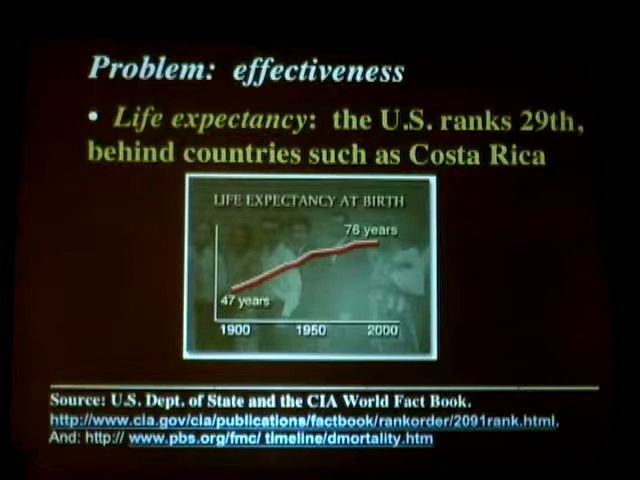 Problem: effectiveness
• Life expectancy: the U.S. ranks 29th,
behind countries such as Costa Rica
LIFE EXPECTANCY AT BIRTH
76 years
47 years
1900 1950 2000
Source: U.S. Dept. of State and the CIA World Fact Book.
http://www.cia.gov/cia/publications/factbook/rankorder/2091rank.html.
And: http:// www.pbs.org/fmc/ timeline/dmortality.htm